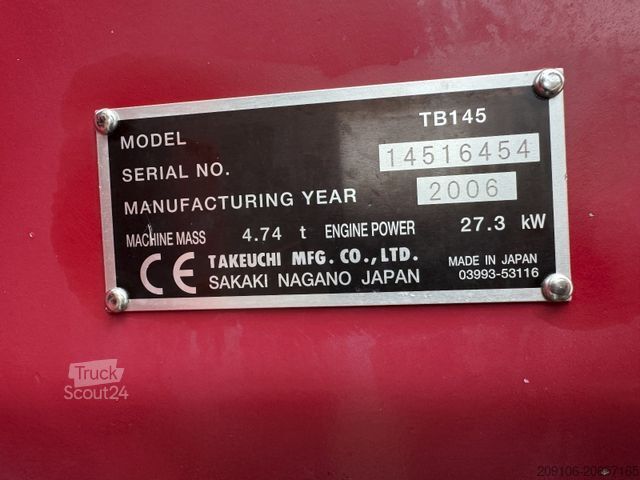 MODEL TB145
SERIAL NO. 14516454
MANUFACTURING YEAR 2006
MACHINE MASS 4.74 t ENGINE POWER 27.3 kW
CE TAKEUCHI MFG. CO., LTD. MADE IN JAPAN
SAKAKI NAGANO JAPAN 03993-53116
Truck
Scout24